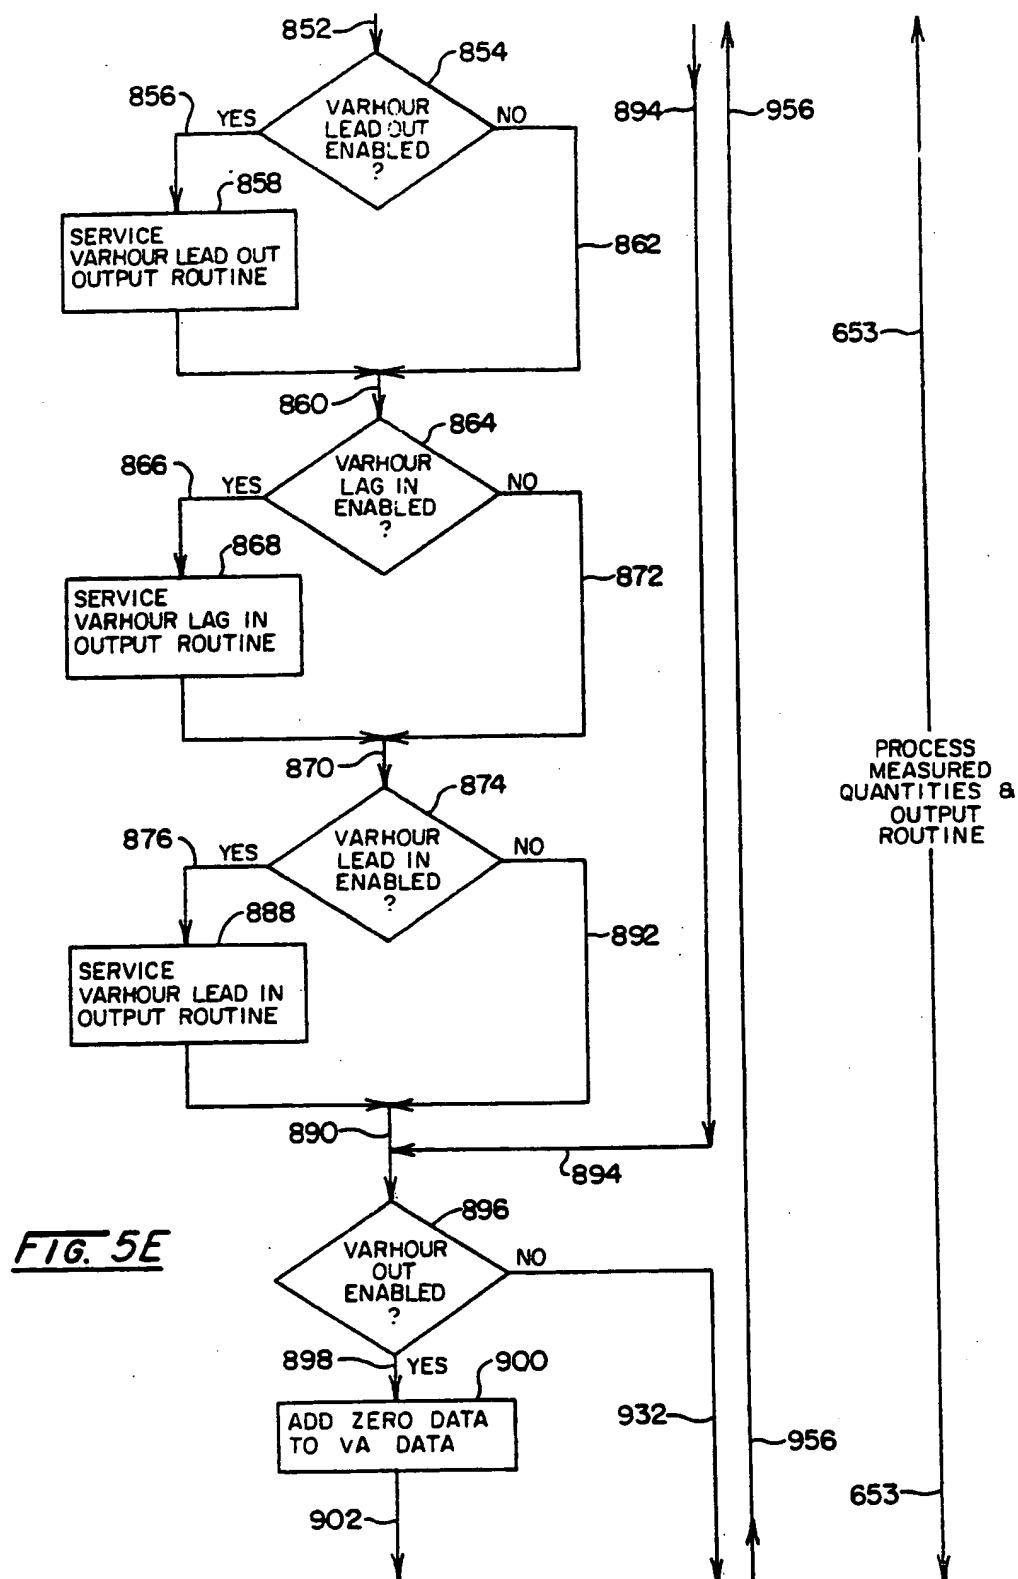 852
854
856
YES
VARHOUR
LEAD OUT
ENABLED
?
NO
894
956
858
SERVICE
VARHOUR LEAD OUT
OUTPUT ROUTINE
862
653
860
864
866
YES
VARHOUR
LAG IN
ENABLED
?
NO
868
SERVICE
VARHOUR LAG IN
OUTPUT ROUTINE
872
870
874
PROCESS
MEASURED
QUANTITIES &
OUTPUT
ROUTINE
876
YES
VARHOUR
LEAD IN
ENABLED
?
NO
888
SERVICE
VARHOUR LEAD IN
OUTPUT ROUTINE
892
890
894
896
FIG. 5E
VARHOUR
OUT
ENABLED
?
NO
898
YES
900
ADD ZERO DATA
TO VA DATA
932
956
653
902